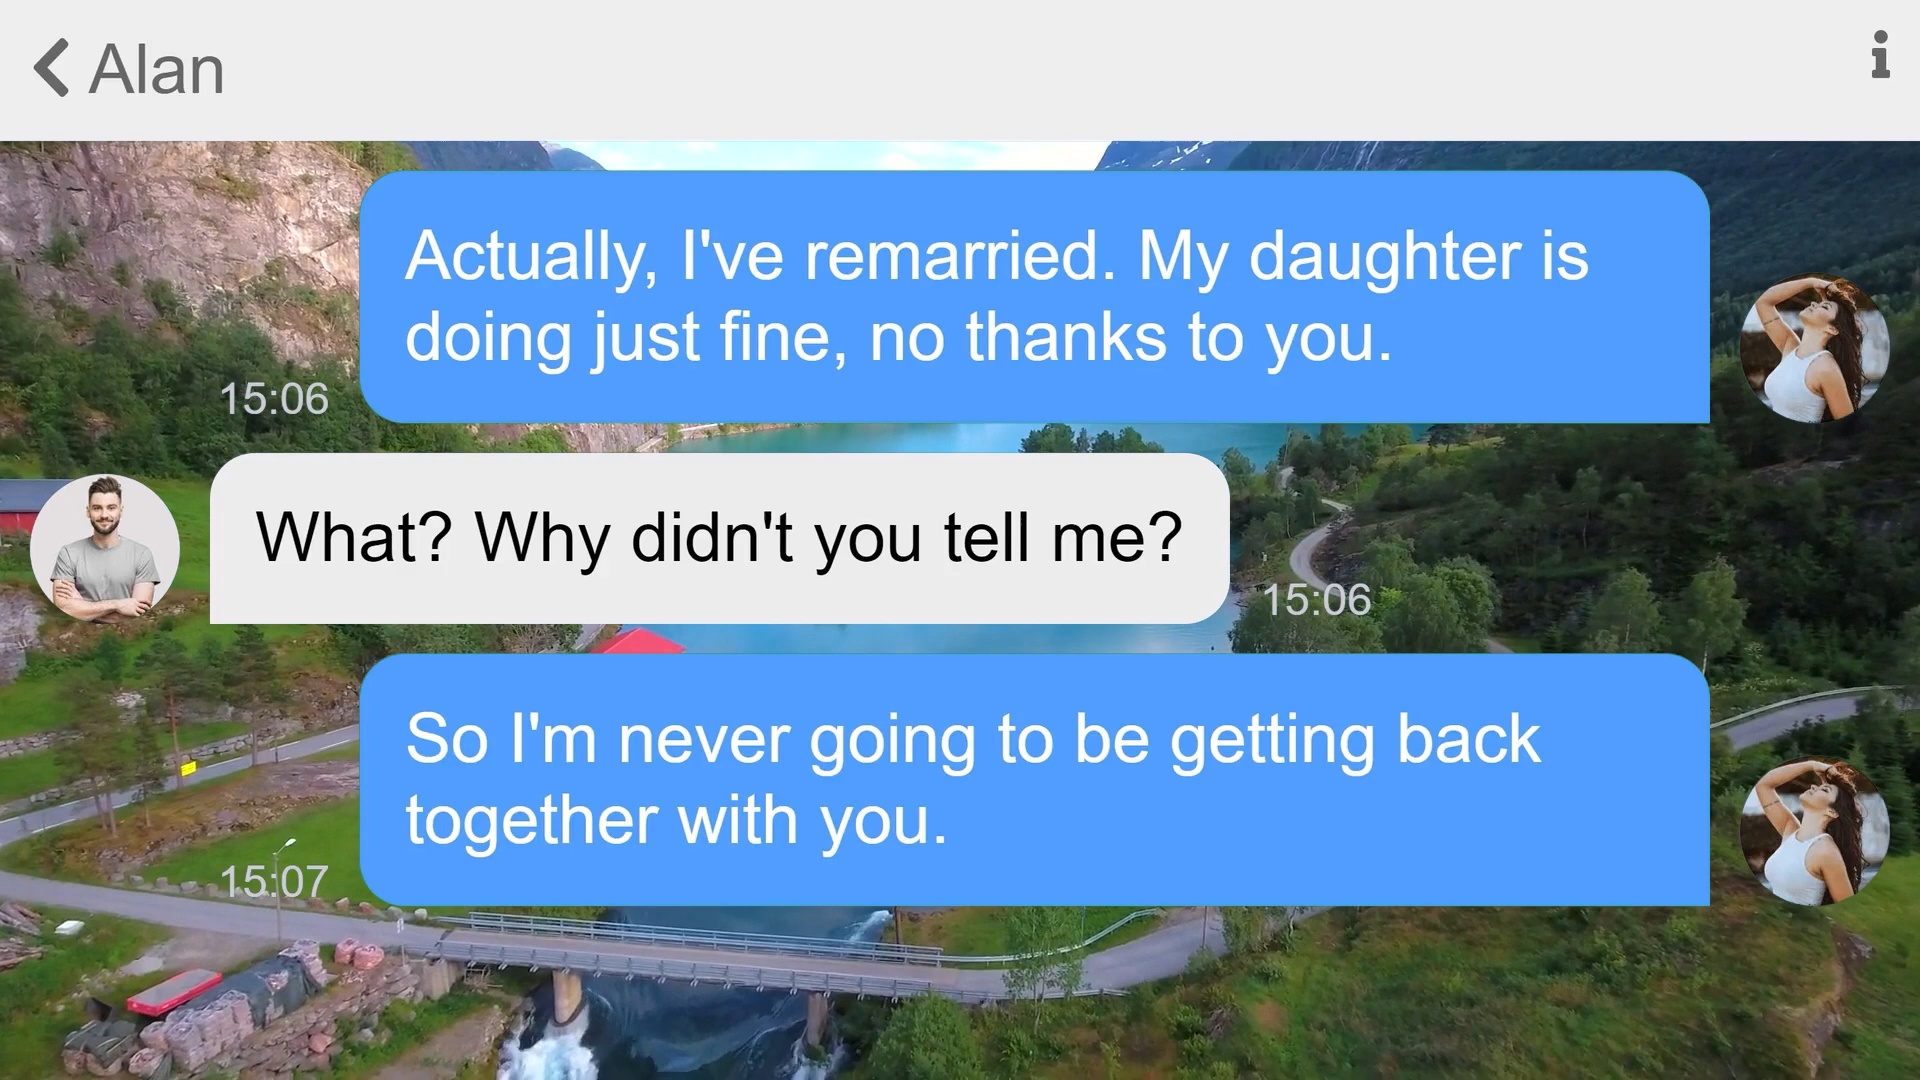 Alan
Actually, I've remarried. My daughter is
doing just fine, no thanks to you.
15:06
What? Why didn't you tell me?
15:06
So I'm never going to be getting back
together with you.
15:07